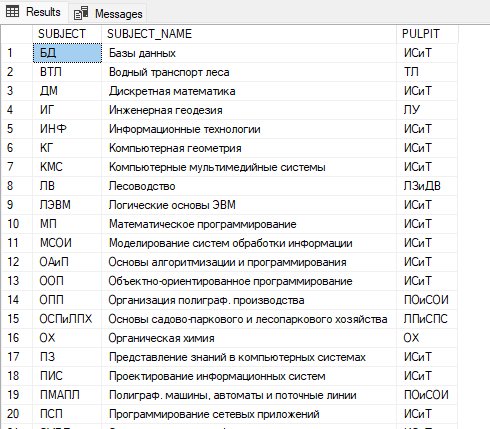 Results Messages
SUBJECT SUBJECT_NAME PULPIT
1 БД Базы данных ИСиТ
2 ВТЛ Водный транспорт леса ТЛ
3 ДМ Дискретная математика ИСиТ
4 ИГ Инженерная геодезия ЛУ
5 ИНФ Информационные технологии ИСиТ
6 КГ Компьютерная геометрия ИСиТ
7 КМС Компьютерные мультимедийные системы ИСиТ
8 ЛВ Лесоводство ЛЗиДВ
9 ЛЭВМ Логические основы ЭВМ ИСиТ
10 МП Математическое программирование ИСиТ
11 МСОИ Моделирование систем обработки информации ИСиТ
12 ОАиП Основы алгоритмизации и программирования ИСиТ
13 ООП Объектно-ориентированное программирование ИСиТ
14 ОПП Организация полиграф. производства ПОиСОИ
15 ОСПиЛПХ Основы садово-паркового и лесопаркового хозяйства ЛПиСПС
16 ОХ Органическая химия ОХ
17 ПЗ Представление знаний в компьютерных системах ИСиТ
18 ПИС Проектирование информационных систем ИСиТ
19 ПМАПЛ Полиграф. машины, автоматы и поточные линии ПОиСОИ
20 ПСП Программирование сетевых приложений ИСиТ